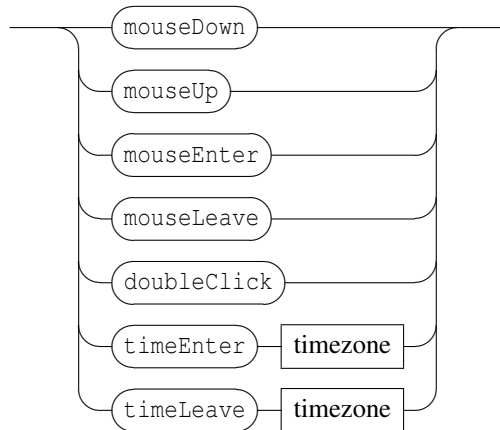 mouseDown
mouseUp
mouseEnter
mouseLeave
doubleClick
timeEnter timezone
timeLeave timezone